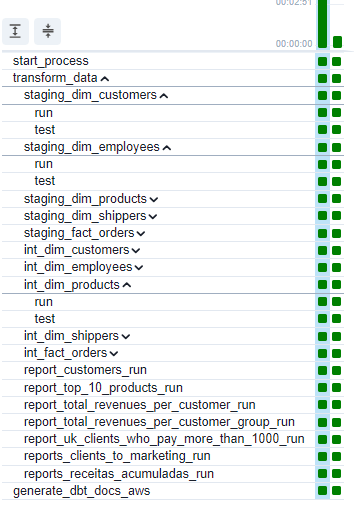 00:02:51
00:00:00
start_process
transform_data
staging_dim_customers
run
test
staging_dim_employees
run
test
staging_dim_products
staging_dim_shippers
staging_fact_orders
int_dim_customers
int_dim_employees
int_dim_products
run
test
int_dim_shippers
int_fact_orders
report_customers_run
report_top_10_products_run
report_total_revenues_per_customer_run
report_total_revenues_per_customer_group_run
report_uk_clients_who_pay_more_than_1000_run
reports_clients_to_marketing_run
reports_receitas_acumuladas_run
generate_dbt_docs_aws